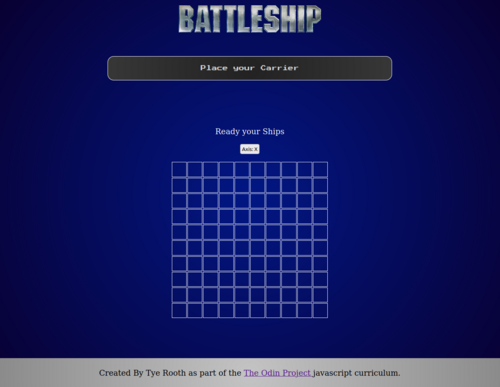 BATTLESHIP
Place your Carrier
Ready your Ships
Axis: X
Created By Tye Rooth as part of the The Odin Project javascript curriculum.